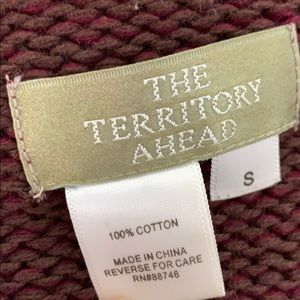 THE
TERRITORY
AHEAD
S
100% COTTON
MADE IN CHINA
REVERSE FOR CARE
RN#88748